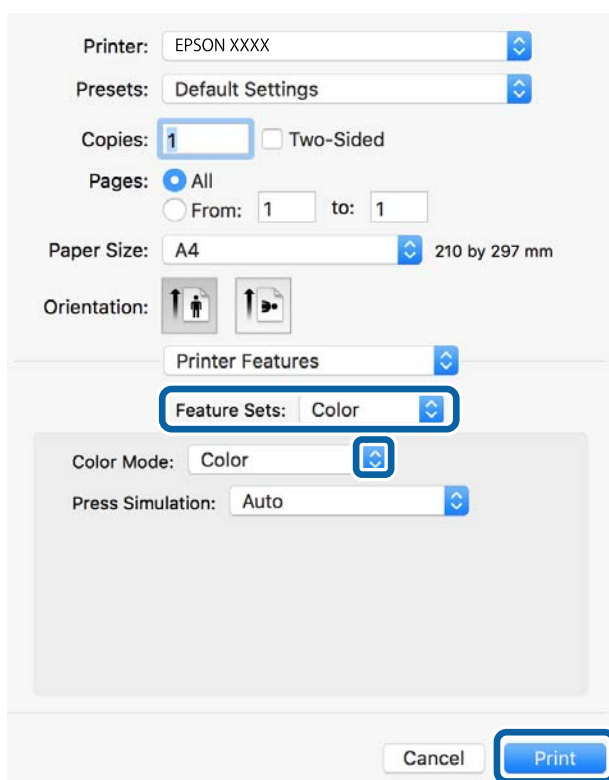 Printer: EPSON XXXX
Presets: Default Settings
Copies: 1 Two-Sided
Pages: All
From: 1 to: 1
Paper Size: A4 210 by 297 mm
Orientation:
Printer Features
Feature Sets: Color
Color Mode: Color
Press Simulation: Auto
Cancel Print